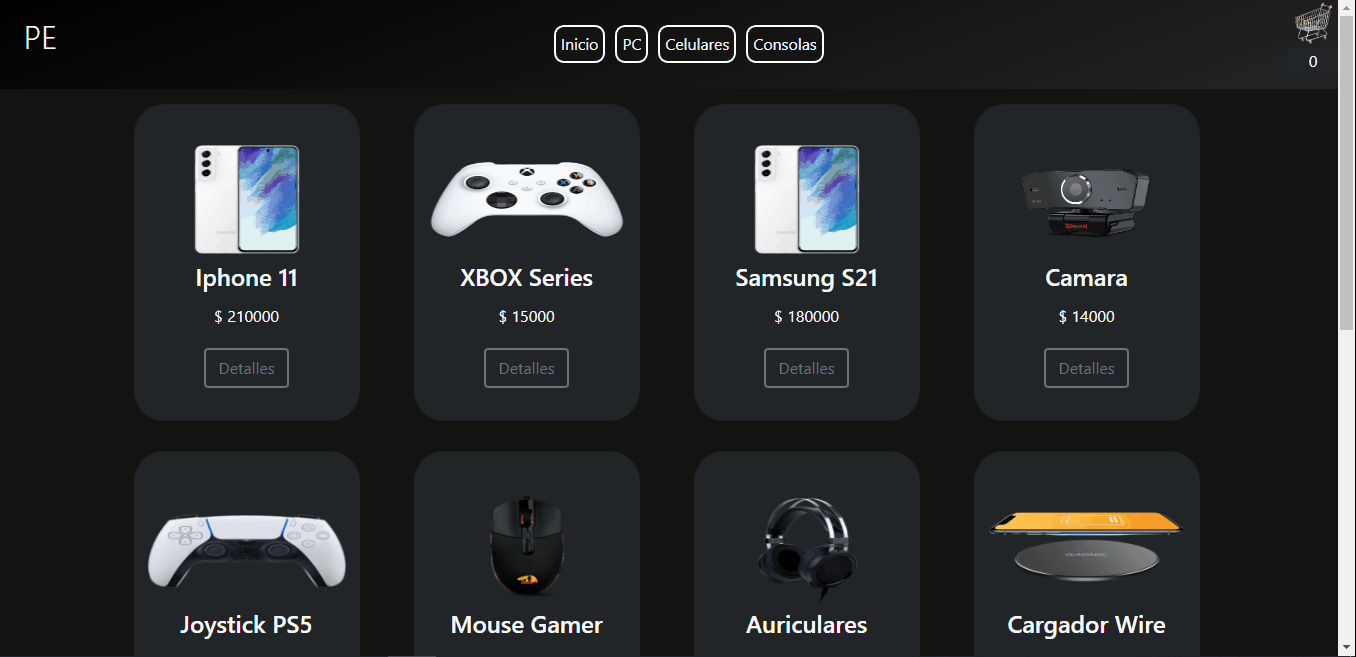 PE
Inicio PC Celulares Consolas
0
Iphone 11 XBOX Series Samsung S21 Camara
$ 210000 $ 15000 $ 180000 $ 14000
Detalles Detalles Detalles Detalles
GADNIC
Joystick PS5 Mouse Gamer Auriculares Cargador Wire